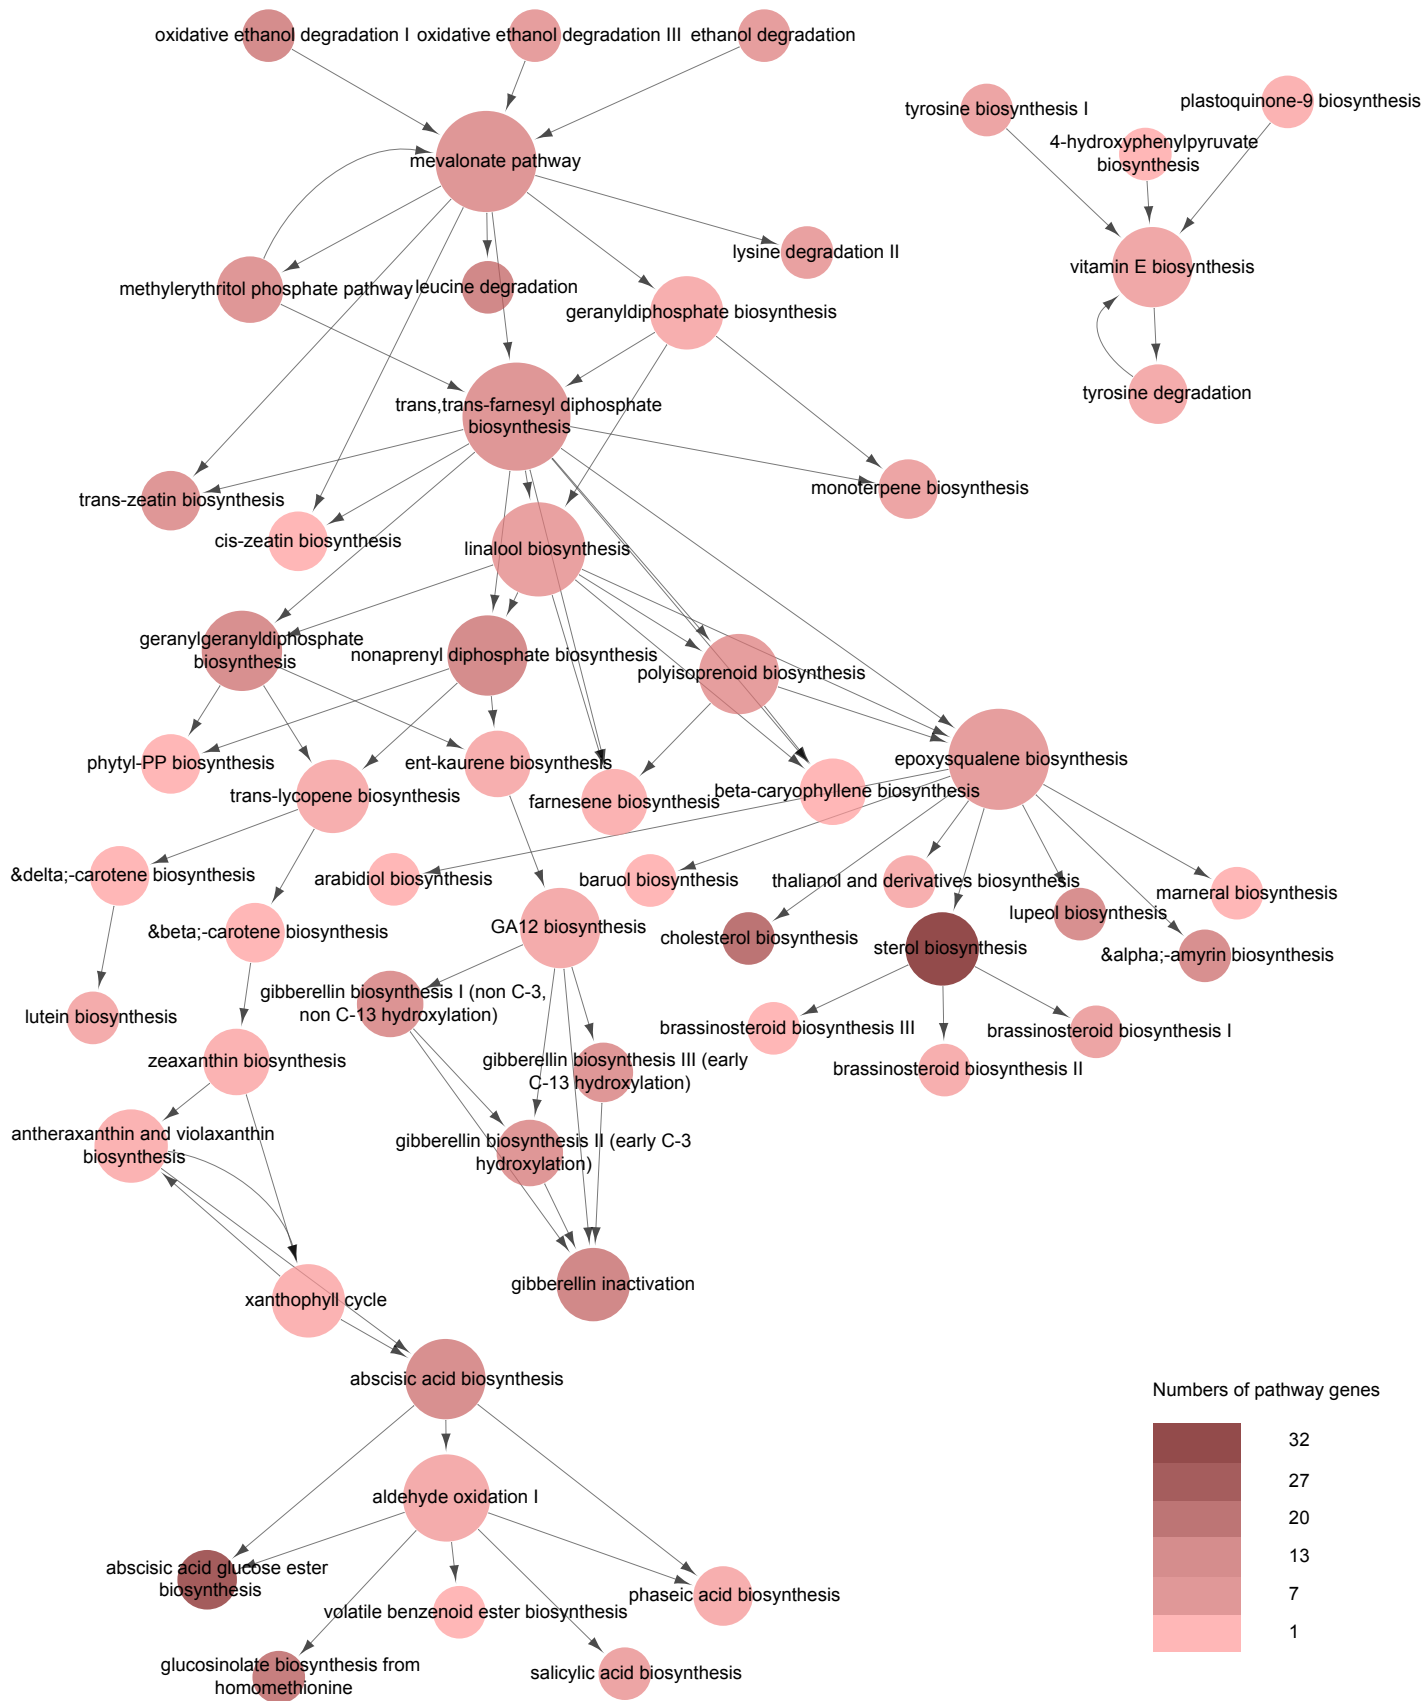 oxidative ethanol degradation I
oxidative ethanol degradation III
ethanol degradation
tyrosine biosynthesis I
plastoquinone-9 biosynthesis
4-hydroxyphenylpyruvate
biosynthesis
mevalonate pathway
lysine degradation II
vitamin E biosynthesis
methylerythritol phosphate pathway
leucine degradation
geranyldiphosphate biosynthesis
tyrosine degradation
trans,trans-farnesyl diphosphate
biosynthesis
trans-zeatin biosynthesis
monoterpene biosynthesis
cis-zeatin biosynthesis
linalool biosynthesis
geranylgeranyldiphosphate
biosynthesis
nonaprenyl diphosphate biosynthesis
polyisoprenoid biosynthesis
phytyl-PP biosynthesis
ent-kaurene biosynthesis
epoxysqualene biosynthesis
trans-lycopene biosynthesis
farnesene biosynthesis
beta-caryophyllene biosynthesis
&delta;-carotene biosynthesis
arabidiol biosynthesis
baruol biosynthesis
thalianol and derivatives biosynthesis
marneral biosynthesis
lupeol biosynthesis
&beta;-carotene biosynthesis
GA12 biosynthesis
cholesterol biosynthesis
sterol biosynthesis
&alpha;-amyrin biosynthesis
gibberellin biosynthesis I (non C-3,
non C-13 hydroxylation)
lutein biosynthesis
brassinosteroid biosynthesis III
brassinosteroid biosynthesis I
zeaxanthin biosynthesis
gibberellin biosynthesis III (early
C-13 hydroxylation)
brassinosteroid biosynthesis II
antheraxanthin and violaxanthin
biosynthesis
gibberellin biosynthesis II (early C-3
hydroxylation)
gibberellin inactivation
xanthophyll cycle
abscisic acid biosynthesis
Numbers of pathway genes
32
27
20
13
7
1
aldehyde oxidation I
abscisic acid glucose ester
biosynthesis
phaseic acid biosynthesis
volatile benzenoid ester biosynthesis
glucosinolate biosynthesis from
homomethionine
salicylic acid biosynthesis